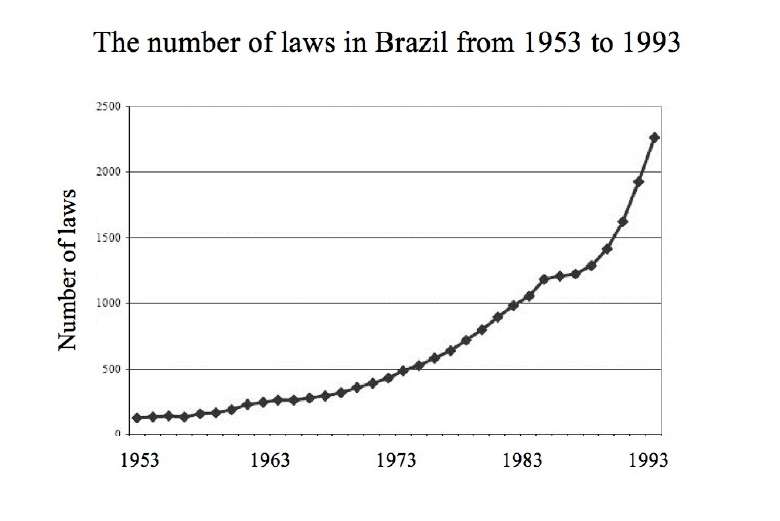 The number of laws in Brazil from 1953 to 1993
2500
2000
1500
1000
500
0
Number of laws
1953 1963 1973 1983 1993